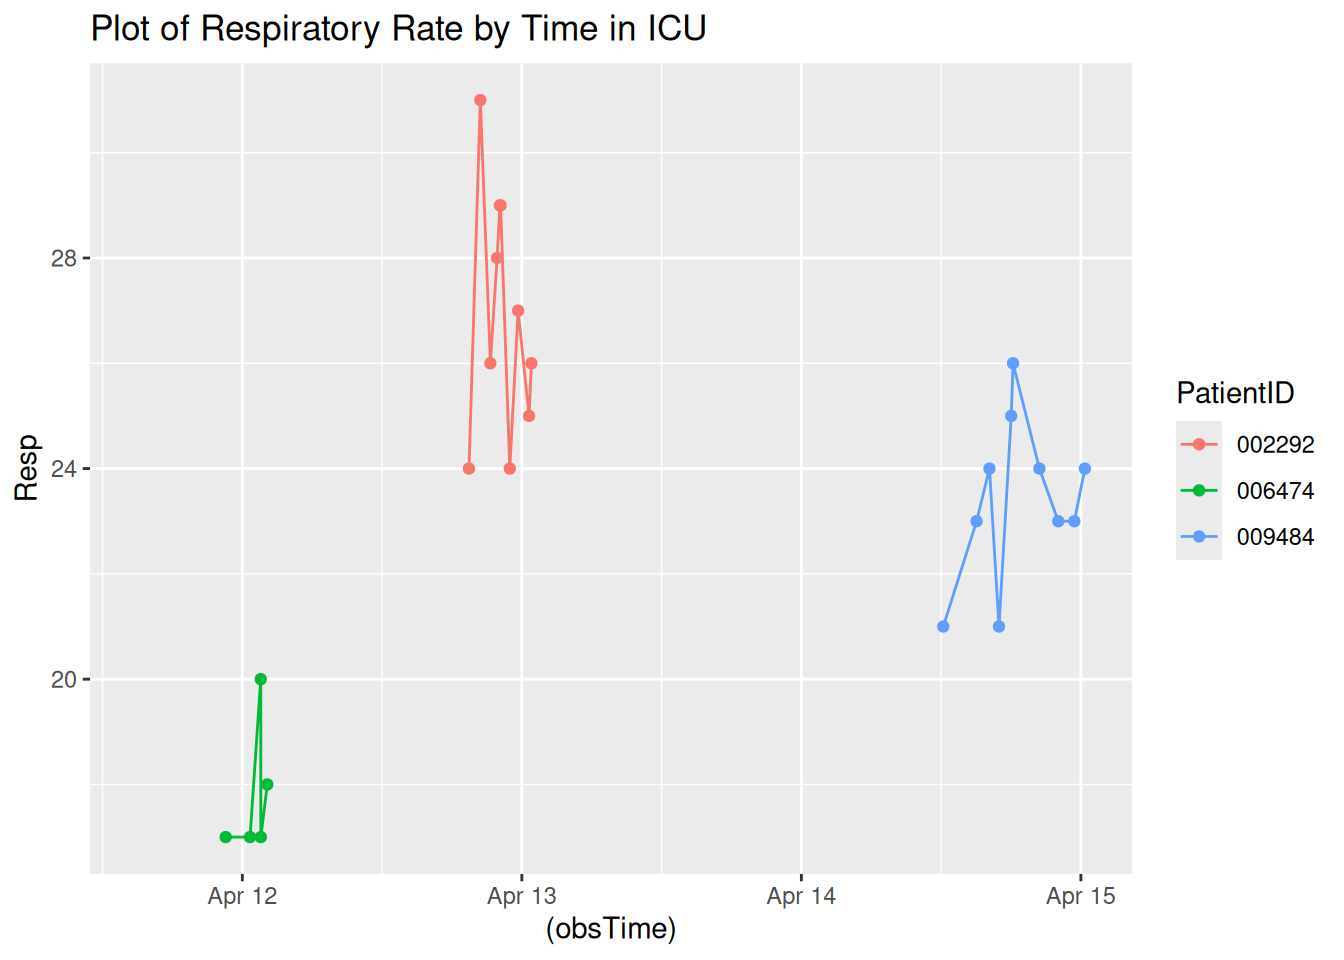 Plot of Respiratory Rate by Time in ICU
28
24
20
Resp
Apr 12
Apr 13
Apr 14
Apr 15
(obsTime)
PatientID
002292
006474
009484